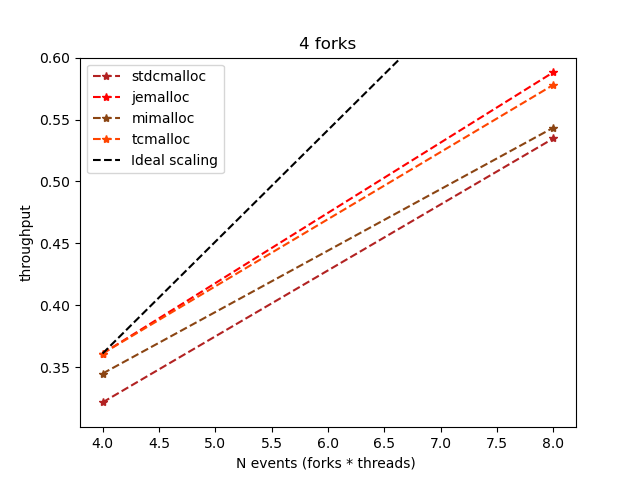 4 forks
0.60
0.55
0.50
0.45
0.40
0.35
throughput
stdcmalloc
jemalloc
mimalloc
tcmalloc
Ideal scaling
4.0 4.5 5.0 5.5 6.0 6.5 7.0 7.5 8.0
N events (forks * threads)